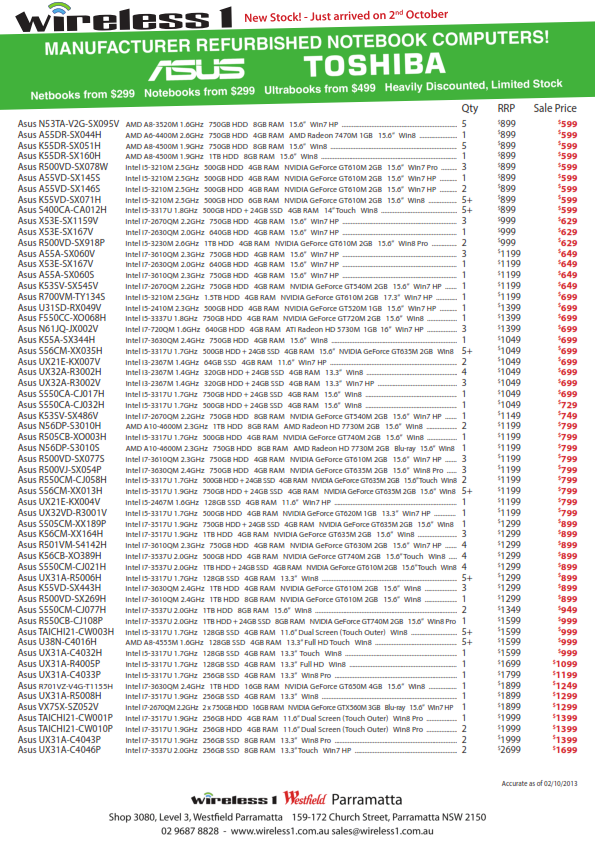 wireless 1 New Stock! - Just arrived on 2nd October
MANUFACTURER REFURBISHED NOTEBOOK COMPUTERS!
ASUS TOSHIBA
Netbooks from $299 Notebooks from $299 Ultrabooks from $499 Heavily Discounted, Limited Stock
Qty RRP Sale Price
Asus N53TA-V2G-SX095V AMD A8-3520M 1.6GHz 750GB HDD 8GB RAM 15.6" Win7 HP 5 $899 $599
Asus A55DR-SX044H AMD A6-4400M 2.6GHz 750GB HDD 4GB RAM AMD Radeon 7470M 1GB 15.6" Win8 1 $899 $599
Asus K55DR-SX051H AMD A8-4500M 1.9GHz 750GB HDD 8GB RAM 15.6" Win8 5 $899 $599
Asus K55DR-SX160H AMD A8-4500M 1.9GHz 1TB HDD 8GB RAM 15.6" Win8 1 $899 $599
Asus R500VD-SX078W Intel i5-3210M 2.5GHz 500GB HDD 4GB RAM NVIDIA GeForce GT610M 2GB 15.6" Win7 Pro 3 $899 $599
Asus A55VD-SX145S Intel i5-3210M 2.5GHz 500GB HDD 4GB RAM NVIDIA GeForce GT610M 2GB 15.6" Win7 HP 1 $899 $599
Asus A55VD-SX146S Intel i5-3210M 2.5GHz 500GB HDD 4GB RAM NVIDIA GeForce GT610M 2GB 15.6" Win7 HP 2 $899 $599
Asus K55VD-SX071H Intel i5-3210M 2.5GHz 500GB HDD 6GB RAM NVIDIA GeForce GT610M 2GB 15.6" Win8 5+ $899 $599
Asus S400CA-CA012H Intel i5-3317U 1.8GHz 500GB HDD + 24GB SSD 4GB RAM 14" Touch Win8 5+ $899 $599
Asus X53E-SX1159V Intel i7-2670QM 2.2GHz 750GB HDD 4GB RAM 15.6" Win7 HP 3 $999 $629
Asus X53E-SX167V Intel i7-2630QM 2.0GHz 640GB HDD 4GB RAM 15.6" Win7 HP 1 $999 $629
Asus R500VD-SX918P Intel i5-3230M 2.6GHz 1TB HDD 4GB RAM NVIDIA GeForce GT610M 2GB 15.6" Win8 Pro 2 $999 $629
Asus A55A-SX060V Intel i7-3610QM 2.3GHz 750GB HDD 4GB RAM 15.6" Win7 HP 3 $1199 $649
Asus X53E-SX167V Intel i7-2630QM 2.0GHz 640GB HDD 4GB RAM 15.6" Win7 HP 1 $1199 $649
Asus A55A-SX060S Intel i7-3610QM 2.3GHz 750GB HDD 4GB RAM 15.6" Win7 HP 1 $1199 $649
Asus K53SV-SX545V Intel i7-2670QM 2.2GHz 750GB HDD 4GB RAM NVIDIA GeForce GT540M 2GB 15.6" Win7 HP 1 $1199 $649
Asus R700VM-TY134S Intel i5-3210M 2.5GHz 1.5TB HDD 4GB RAM NVIDIA GeForce GT610M 2GB 17.3" Win7 HP 1 $1199 $699
Asus U31SD-RX049V Intel i5-2410M 2.3GHz 500GB HDD 4GB RAM NVIDIA GeForce GT520M 1GB 15.6" Win7 HP 1 $1399 $699
Asus F550CC-XO068H Intel i5-3337U 1.8GHz 750GB HDD 8GB RAM NVIDIA GeForce GT720M 2GB 15.6" Win8 1 $1399 $699
Asus N61JQ-JX002V Intel i7-720QM 1.6GHz 640GB HDD 4GB RAM ATI Radeon HD 5730M 1GB 16" Win7 HP 3 $1399 $699
Asus K55A-SX344H Intel i7-3630QM 2.4GHz 750GB HDD 4GB RAM 15.6" Win8 1 $1049 $699
Asus S56CM-XX035H Intel i5-3317U 1.7GHz 500GB HDD + 24GB SSD 4GB RAM 15.6" NVIDIA GeForce GT635M 2GB Win8 5+ $1049 $699
Asus UX21E-KX007V Intel i3-2367M 1.4GHz 64GB SSD 4GB RAM 11.6" Win7 HP 2 $1049 $699
Asus UX32A-R3002H Intel i3-2367M 1.4GHz 320GB HDD + 24GB SSD 4GB RAM 13.3" Win8 4 $1049 $699
Asus UX32A-R3002V Intel i3-2367M 1.4GHz 320GB HDD + 24GB SSD 4GB RAM 13.3" Win7 HP 3 $1049 $699
Asus S550CA-CJ017H Intel i5-3317U 1.7GHz 750GB HDD + 24GB SSD 4GB RAM 15.6" Win8 1 $1049 $699
Asus S550CA-CJ032H Intel i5-3317U 1.7GHz 500GB HDD + 24GB SSD 4GB RAM 15.6" Win8 1 $1049 $729
Asus K53SV-SX486V Intel i7-2670QM 2.2GHz 750GB HDD 8GB RAM NVIDIA GeForce GT540M 2GB 15.6" Win7 HP 1 $1149 $749
Asus N56DP-S3010H AMD A10-4600M 2.3GHz 1TB HDD 8GB RAM AMD Radeon HD 7730M 2GB 15.6" Win8 2 $1199 $799
Asus R505CB-XO003H Intel i5-3317U 1.7GHz 500GB HDD 4GB RAM NVIDIA GeForce GT740M 2GB 15.6" Win8 1 $1199 $799
Asus N56DP-S3010S AMD A10-4600M 2.3GHz 750GB HDD 8GB RAM AMD Radeon HD 7730M 2GB Blu-ray 15.6" Win8 1 $1199 $799
Asus R500VD-SX077S Intel i7-3610QM 2.3GHz 750GB HDD 4GB RAM NVIDIA GeForce GT610M 2GB 15.6" Win7 HP 3 $1199 $799
Asus R500VJ-SX054P Intel i7-3630QM 2.4GHz 750GB HDD 4GB RAM NVIDIA GeForce GT635M 2GB 15.6" Win8 Pro 3 $1199 $799
Asus R550CM-CJ058H Intel i5-3317U 1.7GHz 500GB HDD + 24GB SSD 4GB RAM NVIDIA GeForce GT635M 2GB 15.6" Touch Win8 2 $1199 $799
Asus S56CM-XX013H Intel i7-3517U 1.9GHz 750GB HDD + 24GB SSD 4GB RAM NVIDIA GeForce GT635M 2GB 15.6" Win8 5+ $1199 $799
Asus UX21E-KX004V Intel i5-2467M 1.6GHz 128GB SSD 4GB RAM 11.6" Win7 HP 1 $1199 $799
Asus UX32VD-R3001V Intel i5-3317U 1.7GHz 500GB HDD 4GB RAM NVIDIA GeForce GT620M 1GB 13.3" Win7 HP 1 $1199 $799
Asus S505CM-XX189P Intel i7-3517U 1.9GHz 750GB HDD + 24GB SSD 4GB RAM NVIDIA GeForce GT635M 2GB 15.6" Win8 1 $1299 $899
Asus K56CM-XX164H Intel i7-3517U 1.9GHz 1TB HDD 4GB RAM NVIDIA GeForce GT635M 2GB 15.6" Win8 3 $1299 $899
Asus R501VM-S4142H Intel i7-3610QM 2.3GHz 750GB HDD 4GB RAM NVIDIA GeForce GT630M 2GB 15.6" Win7 HP 4 $1299 $899
Asus K56CB-XO389H Intel i7-3537U 2.0GHz 500GB HDD 4GB RAM NVIDIA GeForce GT740M 2GB 15.6" Touch Win8 4 $1299 $899
Asus S550CM-CJ021H Intel i7-3537U 2.0GHz 1TB HDD + 24GB SSD 4GB RAM NVIDIA GeForce GT610M 2GB 15.6" Touch Win8 4 $1299 $899
Asus UX31A-R5006H Intel i5-3317U 1.7GHz 128GB SSD 4GB RAM 13.3" Win8 5+ $1299 $899
Asus K55VD-SX443H Intel i7-3630QM 2.4GHz 1TB HDD 8GB RAM NVIDIA GeForce GT610M 2GB 15.6" Win8 3 $1299 $899
Asus R500VD-SX269H Intel i7-3610QM 2.4GHz 1TB HDD 8GB RAM NVIDIA GeForce GT610M 2GB 15.6" Win8 1 $1299 $899
Asus S550CM-CJ077H Intel i7-3537U 2.0GHz 1TB HDD 8GB RAM 15.6" Win8 2 $1349 $949
Asus R550CB-CJ108P Intel i7-3537U 2.0GHz 1TB HDD + 24GB SSD 8GB RAM NVIDIA GeForce GT740M 2GB 15.6" Win8 Pro 1 $1599 $999
Asus TAICHI21-CW003H Intel i5-3317U 1.7GHz 128GB SSD 4GB RAM 11.6" Dual Screen (Touch Outer) Win8 5+ $1599 $999
Asus U38N-C4016H AMD A8-4555M 1.6GHz 128GB SSD 4GB RAM 13.3" Full HD Touch Win8 5+ $1599 $999
Asus UX31A-C4032H Intel i5-3317U 1.7GHz 128GB SSD 4GB RAM 13.3" Touch Win8 1 $1599 $999
Asus UX31A-R4005P Intel i5-3317U 1.7GHz 128GB SSD 4GB RAM 13.3" Full HD Win8 1 $1699 $1099
Asus UX31A-C4033P Intel i5-3317U 1.7GHz 256GB SSD 4GB RAM 13.3" Win8 Pro 1 $1799 $1199
Asus R701VZ-V4G-T1155H Intel i7-3630QM 2.4GHz 1TB HDD 16GB RAM NVIDIA GeForce GT650M 4GB 15.6" Win8 1 $1899 $1249
Asus UX31A-R5008H Intel i7-3517U 1.9GHz 256GB SSD 4GB RAM 13.3" Win8 1 $1899 $1299
Asus VX7SX-SZ052V Intel i7-2670QM 2.2GHz 2 x 750GB HDD 16GB RAM NVIDIA GeForce GTX560M 3GB Blu-ray 15.6" Win7 HP 1 $1899 $1299
Asus TAICHI21-CW001P Intel i7-3517U 1.9GHz 256GB HDD 4GB RAM 11.6" Dual Screen (Touch Outer) Win8 Pro 1 $1999 $1399
Asus TAICHI21-CW010P Intel i7-3517U 1.9GHz 256GB HDD 4GB RAM 11.6" Dual Screen (Touch Outer) Win8 Pro 2 $1999 $1399
Asus UX31A-C4043P Intel i7-3517U 1.9GHz 256GB SSD 8GB RAM 13.3" Win8 Pro 2 $1999 $1399
Asus UX31A-C4046P Intel i7-3537U 2.0GHz 256GB SSD 8GB RAM 13.3" Touch Win7 HP 2 $2699 $1699
Accurate as of 02/10/2013
wireless 1 Westfield Parramatta
Shop 3080, Level 3, Westfield Parramatta 159-172 Church Street, Parramatta NSW 2150
02 9687 8828 - www.wireless1.com.au sales@wireless1.com.au